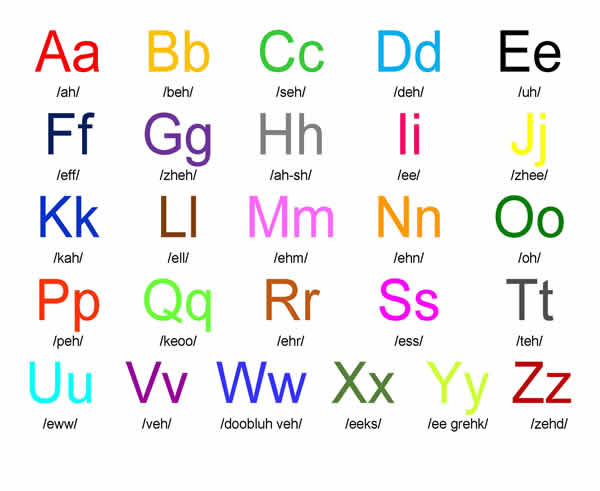 Aa Bb Cc Dd Ee
/ah/ /beh/ /seh/ /deh/ /uh/
Ff Gg Hh Ii Jj
/eff/ /zheh/ /ah-sh/ /ee/ /zhee/
Kk Ll Mm Nn Oo
/kah/ /ell/ /ehm/ /ehn/ /oh/
Pp Qq Rr Ss Tt
/peh/ /keoo/ /ehr/ /ess/ /teh/
Uu Vv Ww Xx Yy Zz
/eww/ /veh/ /doobluh veh/ /eeks/ /ee grehk/ /zehd/